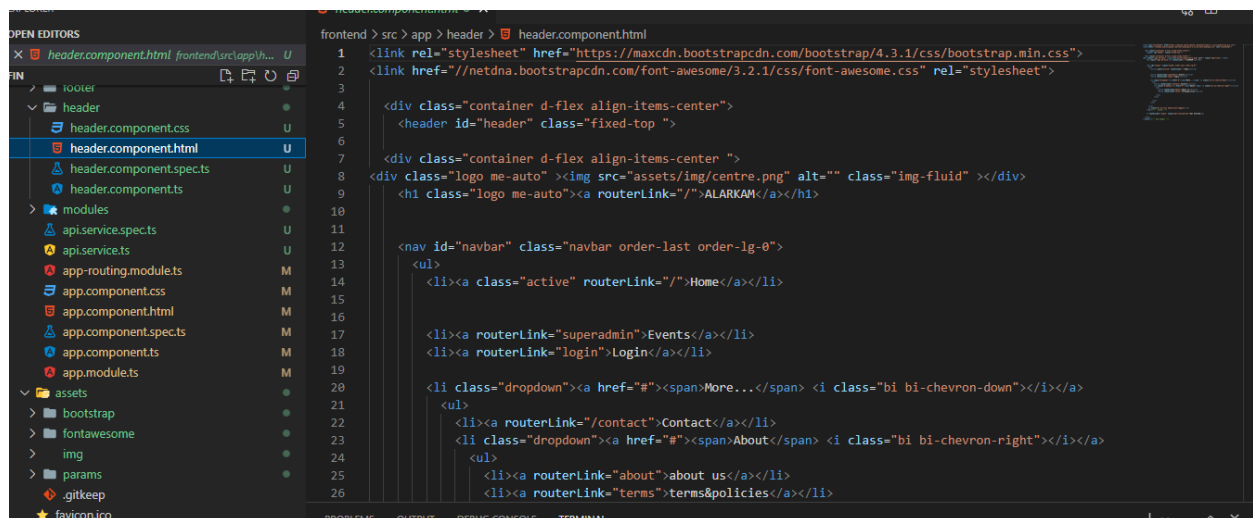 OPEN EDITORS
header.component.html frontend\src\app\h... U
FIN
footer
header
header.component.css U
header.component.html U
header.component.spec.ts U
header.component.ts U
modules
api.service.spec.ts U
api.service.ts U
app-routing.module.ts M
app.component.css M
app.component.html M
app.component.spec.ts M
app.component.ts M
app.module.ts M
assets
bootstrap
fontawesome
img
params
.gitkeep
favicon.ico
header.component.html
frontend > src > app > header > header.component.html
1 <link rel="stylesheet" href="https://maxcdn.bootstrapcdn.com/bootstrap/4.3.1/css/bootstrap.min.css">
2 <link href="//netdna.bootstrapcdn.com/font-awesome/3.2.1/css/font-awesome.css" rel="stylesheet">
3
4 <div class="container d-flex align-items-center">
5 <header id="header" class="fixed-top ">
6
7 <div class="container d-flex align-items-center ">
8 <div class="logo me-auto" ><img src="assets/img/centre.png" alt="" class="img-fluid" ></div>
9 <h1 class="logo me-auto"><a routerLink="/">ALARKAM</a></h1>
10
11
12 <nav id="navbar" class="navbar order-last order-lg-0">
13 <ul>
14 <li><a class="active" routerLink="/">Home</a></li>
15
16
17 <li><a routerLink="superadmin">Events</a></li>
18 <li><a routerLink="login">Login</a></li>
19
20 <li class="dropdown"><a href="#"><span>More...</span> <i class="bi bi-chevron-down"></i></a>
21 <ul>
22 <li><a routerLink="/contact">Contact</a></li>
23 <li class="dropdown"><a href="#"><span>About</span> <i class="bi bi-chevron-right"></i></a>
24 <ul>
25 <li><a routerLink="about">about us</a></li>
26 <li><a routerLink="terms">terms&policies</a></li>
PROBLEMS OUTPUT DEBUG CONSOLE TERMINAL